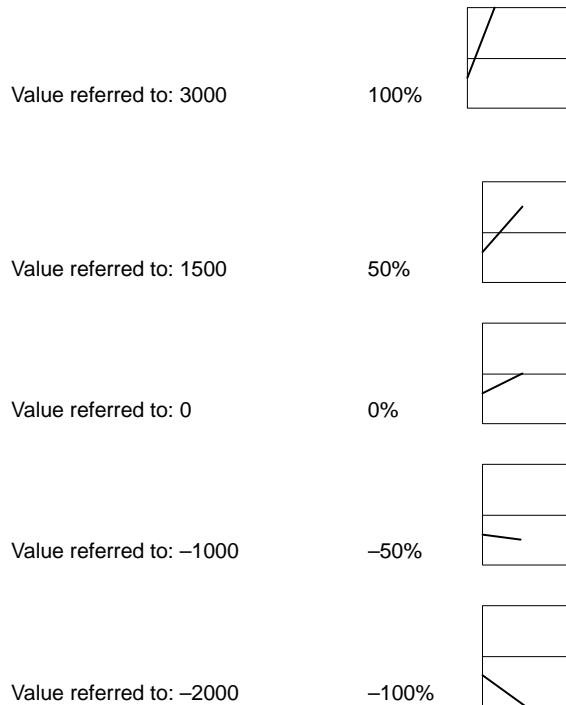 Value referred to: 3000 100%
Value referred to: 1500 50%
Value referred to: 0 0%
Value referred to: –1000 –50%
Value referred to: –2000 –100%